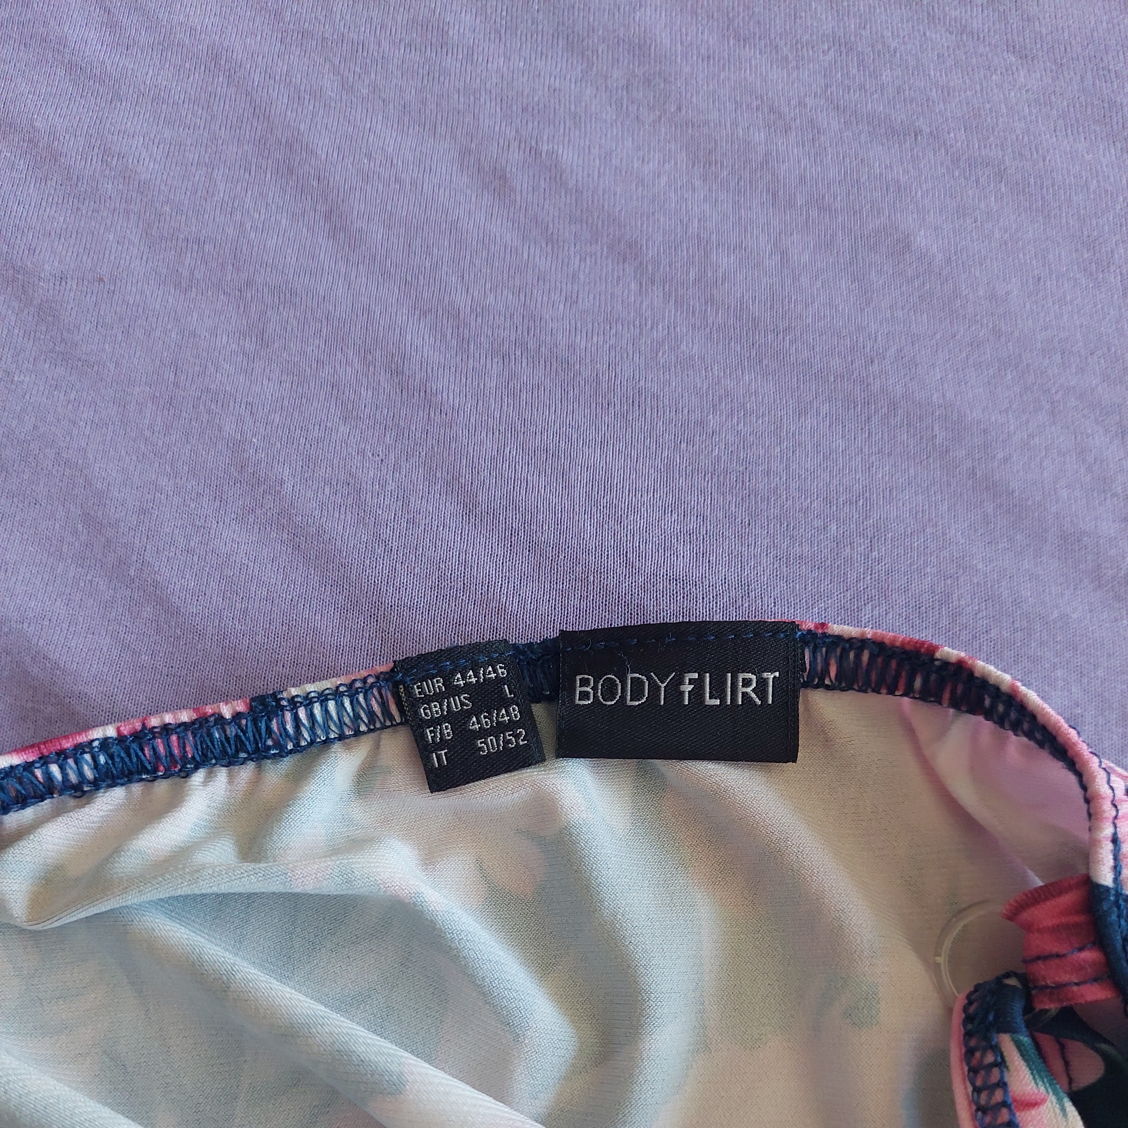 EUR 44/46
GB/US L
F/B 46/48
IT 50/52
BODYFLIRT